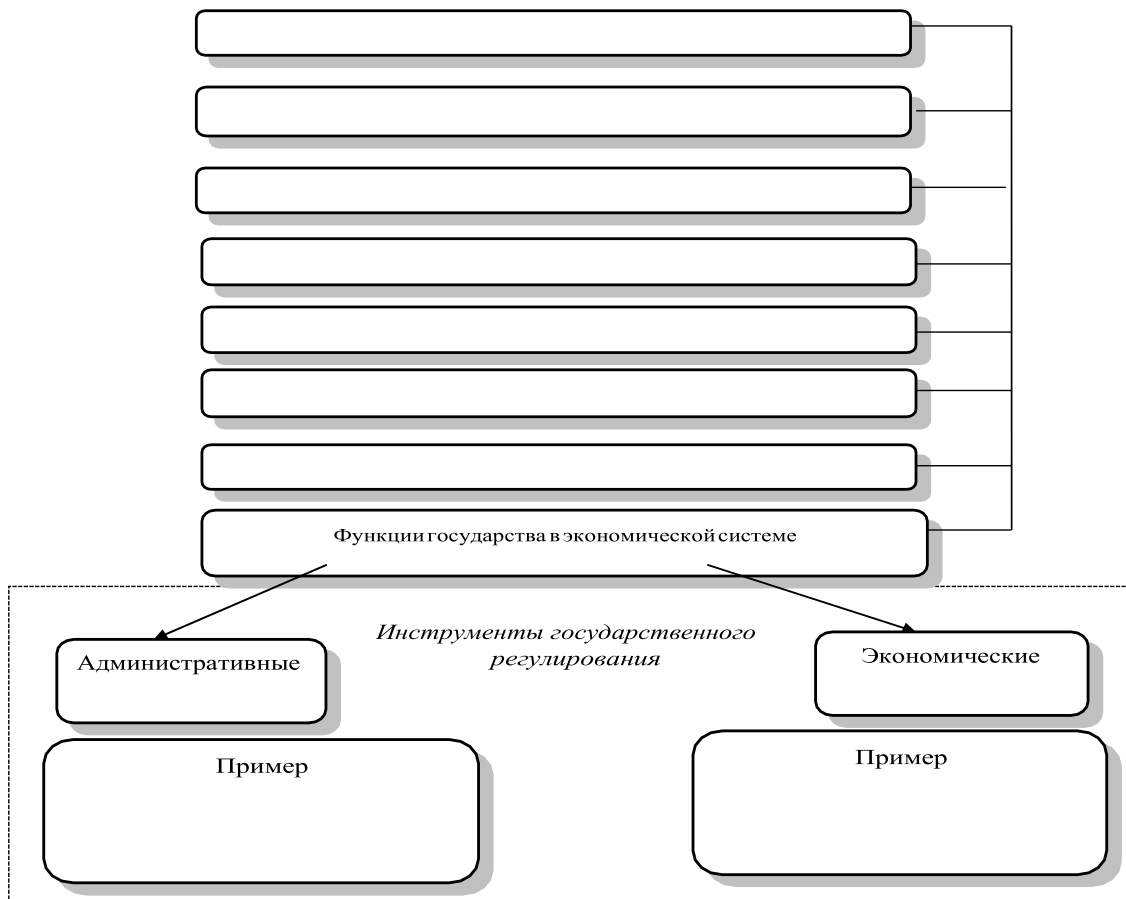 Функции государства в экономической системе
Инструменты государственного
регулирования
Административные
Экономические
Пример
Пример